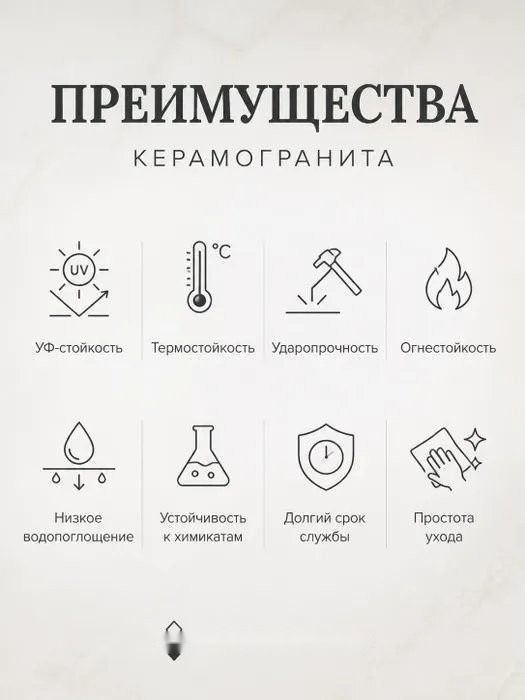 ПРЕИМУЩЕСТВА
КЕРАМОГРАНИТА
UV
°C
УФ-стойкость
Термостойкость
Ударопрочность
Огнестойкость
Низкое
водопоглощение
Устойчивость
к химикатам
Долгий срок
службы
Простота
ухода